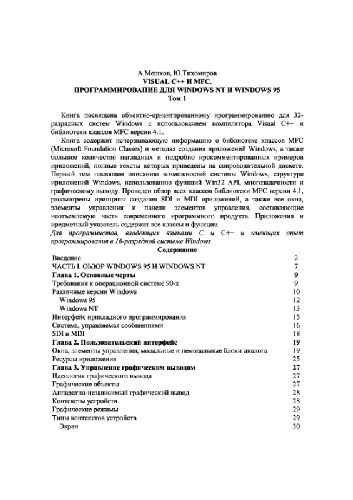 А.Мешков, Ю.Тихомиров
VISUAL C++ И MFC.
ПРОГРАММИРОВАНИЕ ДЛЯ WINDOWS NT И WINDOWS 95
Том 1
Книга посвящена объектно-ориентированному программированию для 32-
разрядных систем Windows с использованием компилятора Visual C++ и
библиотеки классов MFC версии 4.1.
Книга содержит исчерпывающую информацию о библиотеке классов MFC
(Microsoft Foundation Classes) и методах создания приложений Windows, а также
большое количество наглядных и подробно прокомментированных примеров
приложений, полные тексты которых приведены на сопроводительной дискете.
Первый том посвящен описанию возможностей системы Windows, структуры
приложений Windows, использованию функций Win32 API, многозадачности и
графическому выводу. Проведен обзор всех классов библиотеки MFC версии 4.1,
рассмотрены принципы создания SDI и MDI приложений, а также все окна,
элементы управления и панели элементов управления, составляющие
неотъемлемую часть современного программного продукта. Приложения и
предметный указатель содержат все классы и функции.
Для программистов, владеющих языками С и С++ и имеющих опыт
программирования в 16-разрядной системе Windows
Содержание
Введение 2
ЧАСТЬ I. ОБЗОР WINDOWS 95 И WINDOWS NT 7
Глава 1. Основные черты 9
Требования к операционной системе 90-х 9
Различные версии Windows 10
Windows 95 12
Windows NT 13
Интерфейс прикладного программирования 15
Система, управляемая сообщениями 16
SDI и MDI 18
Глава 2. Пользовательский интерфейс 19
Окна, элементы управления, модальные и немодальные блоки диалога 19
Ресурсы приложения 25
Глава 3. Управление графическим выводом 27
Идеология графического вывода 27
Графические объекты 27
Аппаратно-независимый графический вывод 28
Контексты устройств 28
Графические режимы 29
Типы контекстов устройств 29
Экран 30